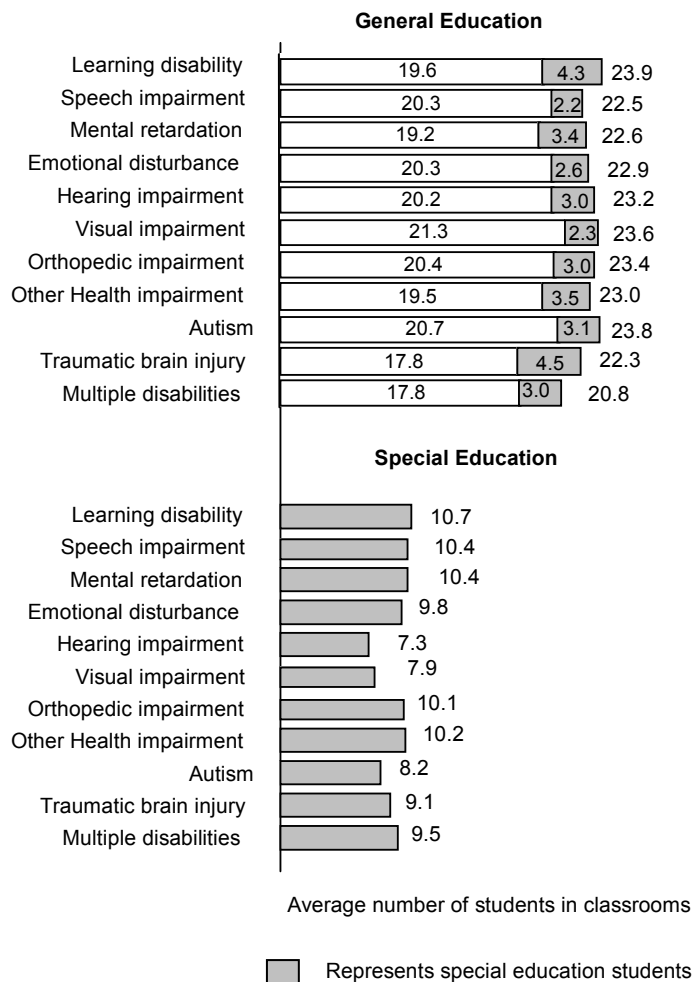 General Education
Learning disability 19.6 4.3 23.9
Speech impairment 20.3 2.2 22.5
Mental retardation 19.2 3.4 22.6
Emotional disturbance 20.3 2.6 22.9
Hearing impairment 20.2 3.0 23.2
Visual impairment 21.3 2.3 23.6
Orthopedic impairment 20.4 3.0 23.4
Other Health impairment 19.5 3.5 23.0
Autism 20.7 3.1 23.8
Traumatic brain injury 17.8 4.5 22.3
Multiple disabilities 17.8 3.0 20.8
Special Education
Learning disability 10.7
Speech impairment 10.4
Mental retardation 10.4
Emotional disturbance 9.8
Hearing impairment 7.3
Visual impairment 7.9
Orthopedic impairment 10.1
Other Health impairment 10.2
Autism 8.2
Traumatic brain injury 9.1
Multiple disabilities 9.5
Average number of students in classrooms
Represents special education students